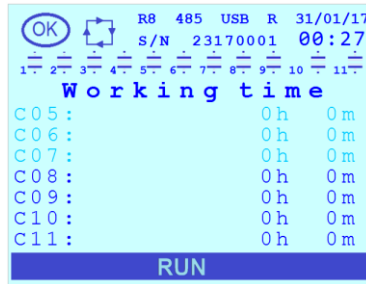 OK R8 485 USB R 31/01/17
S/N 23170001 00:27
1 2 3 4 5 6 7 8 9 10 11
Working time
C05: 0h 0m
C06: 0h 0m
C07: 0h 0m
C08: 0h 0m
C09: 0h 0m
C10: 0h 0m
C11: 0h 0m
RUN